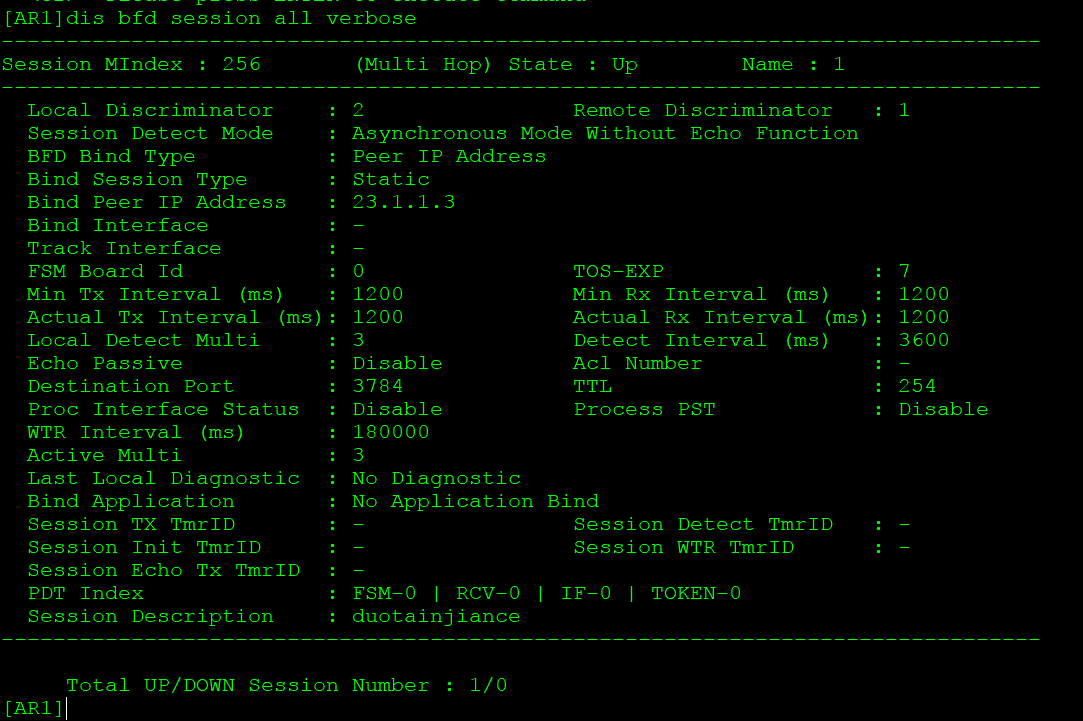 [AR1]dis bfd session all verbose
--------------------------------------------------------------------------------
Session MIndex : 256       (Multi Hop) State : Up        Name : 1
--------------------------------------------------------------------------------
  Local Discriminator    : 2                Remote Discriminator   : 1
  Session Detect Mode    : Asynchronous Mode Without Echo Function
  BFD Bind Type          : Peer IP Address
  Bind Session Type      : Static
  Bind Peer IP Address   : 23.1.1.3
  Bind Interface         : -
  Track Interface        : -
  FSM Board Id           : 0                TOS-EXP                : 7
  Min Tx Interval (ms)   : 1200             Min Rx Interval (ms)   : 1200
  Actual Tx Interval (ms): 1200             Actual Rx Interval (ms): 1200
  Local Detect Multi     : 3                Detect Interval (ms)   : 3600
  Echo Passive           : Disable          Acl Number             : -
  Destination Port       : 3784             TTL                    : 254
  Proc Interface Status  : Disable          Process PST            : Disable
  WTR Interval (ms)      : 180000
  Active Multi           : 3
  Last Local Diagnostic  : No Diagnostic
  Bind Application       : No Application Bind
  Session TX TmrID       : -                Session Detect TmrID   : -
  Session Init TmrID     : -                Session WTR TmrID      : -
  Session Echo Tx TmrID  : -
  PDT Index              : FSM-0 | RCV-0 | IF-0 | TOKEN-0
  Session Description    : duotainjiance
--------------------------------------------------------------------------------
     Total UP/DOWN Session Number : 1/0
[AR1]